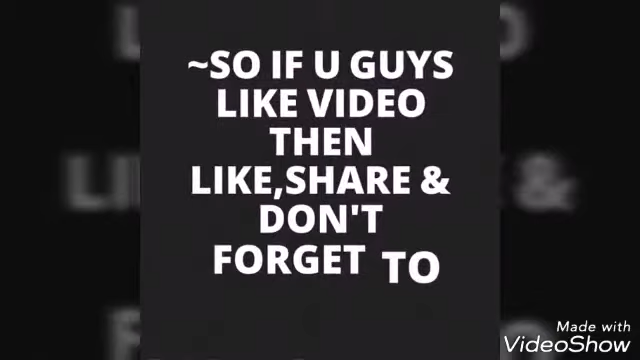 ~SO IF U GUYS
LIKE VIDEO
THEN
LIKE,SHARE &
DON'T
FORGET TO
Made with
VideoShow